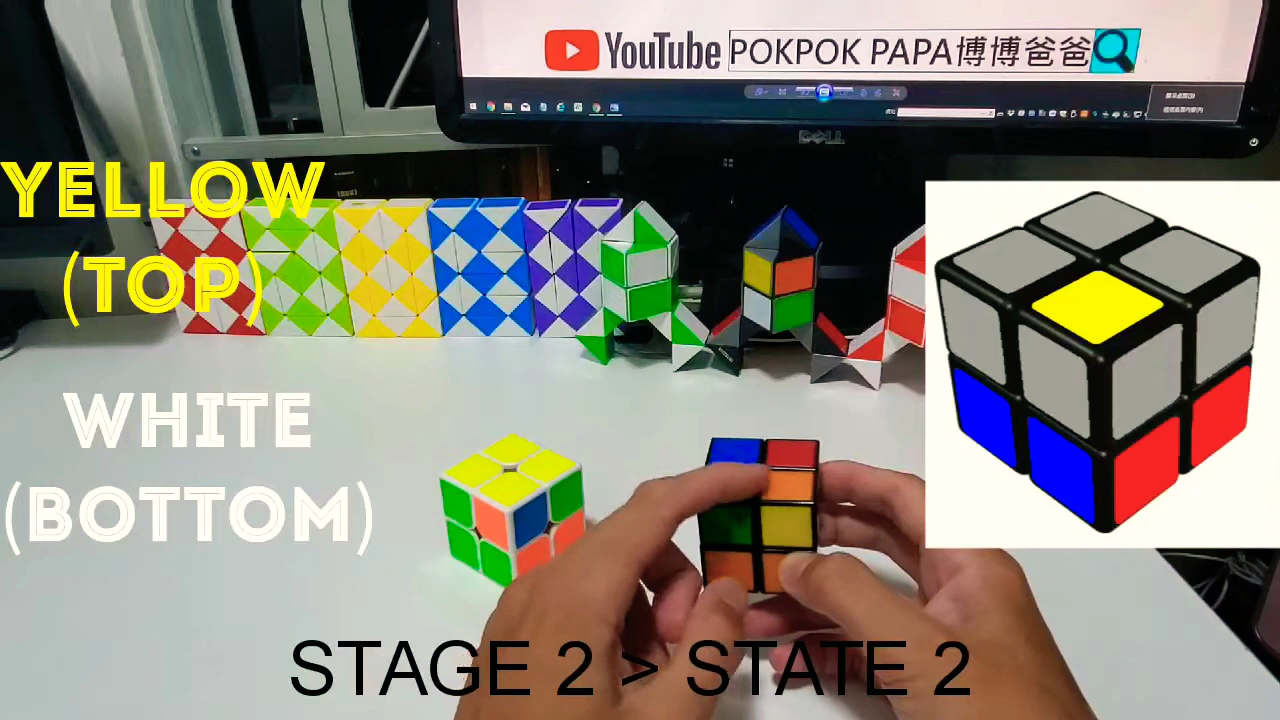 YouTube POKPOK PAPA博博爸爸
DELL
YELLOW
(TOP)
WHITE
(BOTTOM)
STAGE 2 > STATE 2